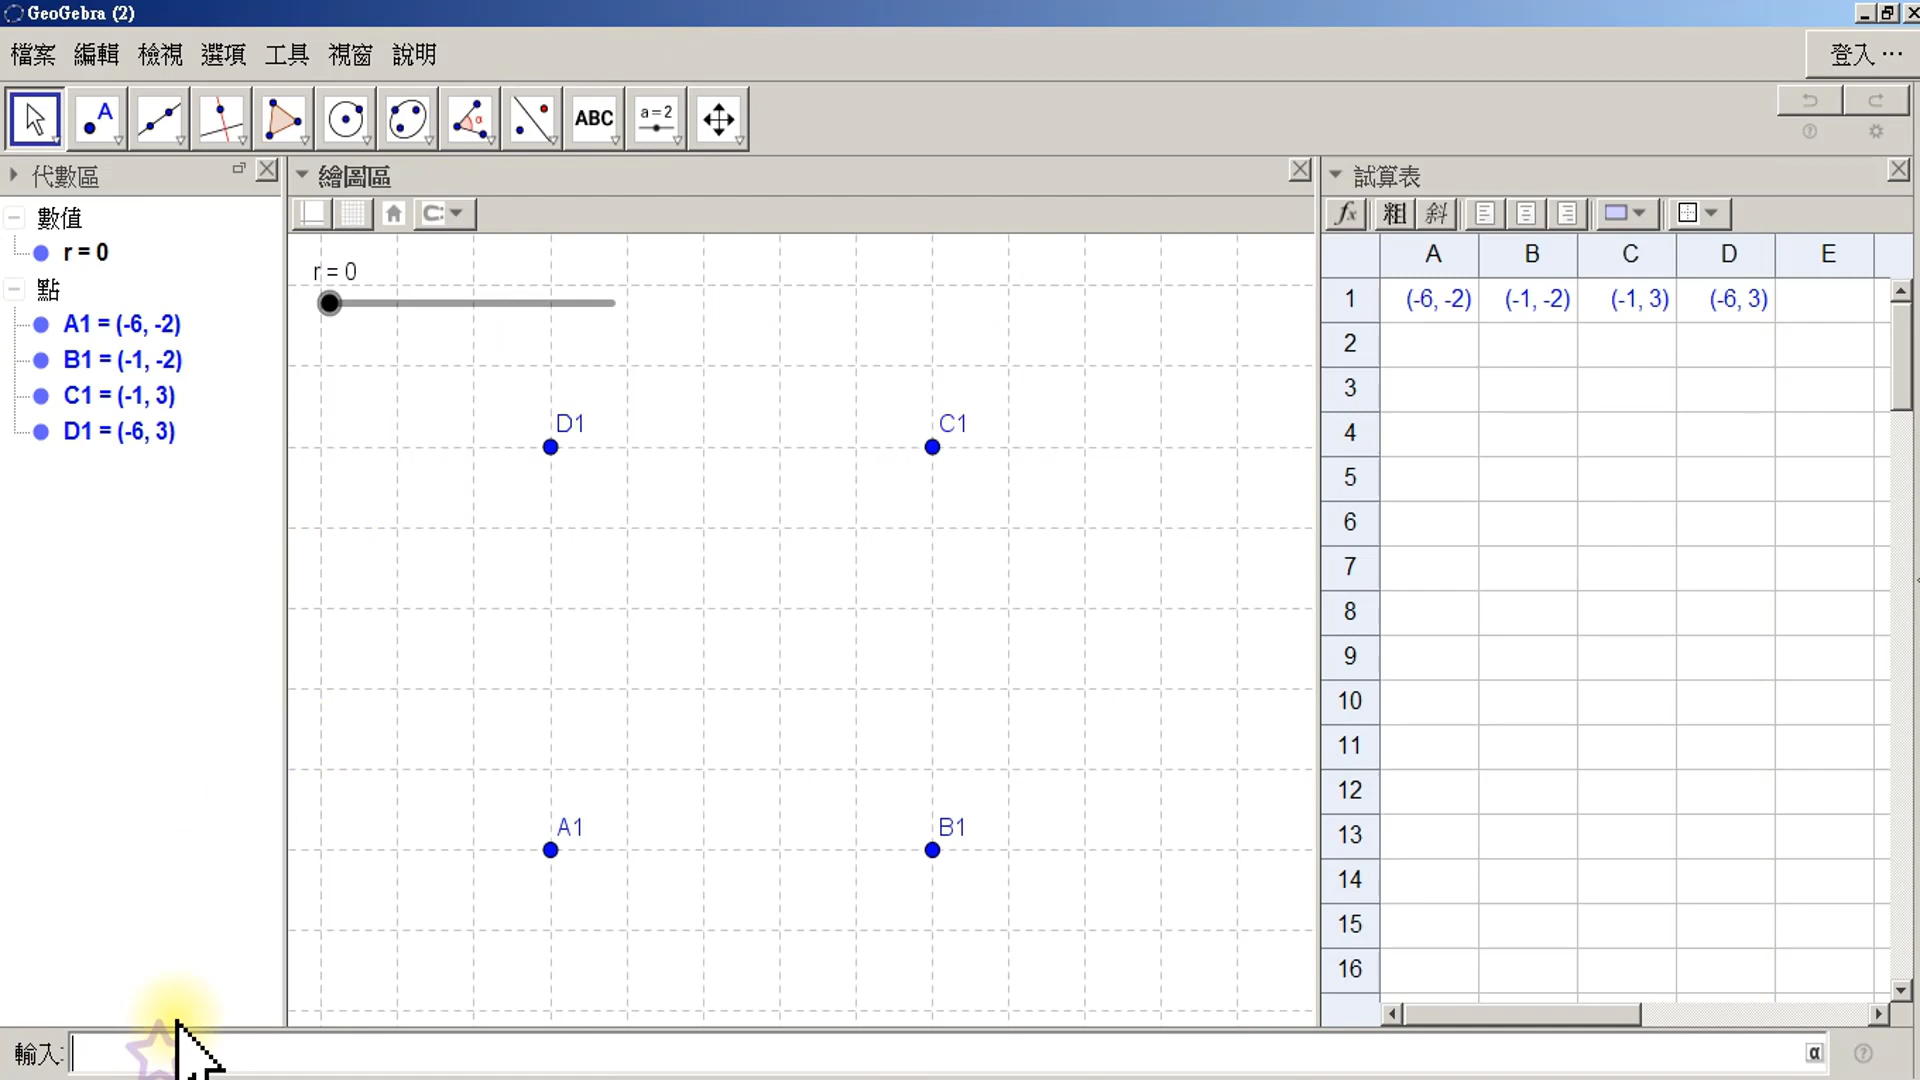 GeoGebra (2)
檔案 編輯 檢視 選項 工具 視窗 說明
登入 ...
A
α
ABC
a=2
代數區
繪圖區
試算表
數值
r = 0
點
A1 = (-6, -2)
B1 = (-1, -2)
C1 = (-1, 3)
D1 = (-6, 3)
r = 0
D1
C1
A1
B1
fx 粗 斜
A B C D E
1 (-6, -2) (-1, -2) (-1, 3) (-6, 3)
2
3
4
5
6
7
8
9
10
11
12
13
14
15
16
輸入:
α